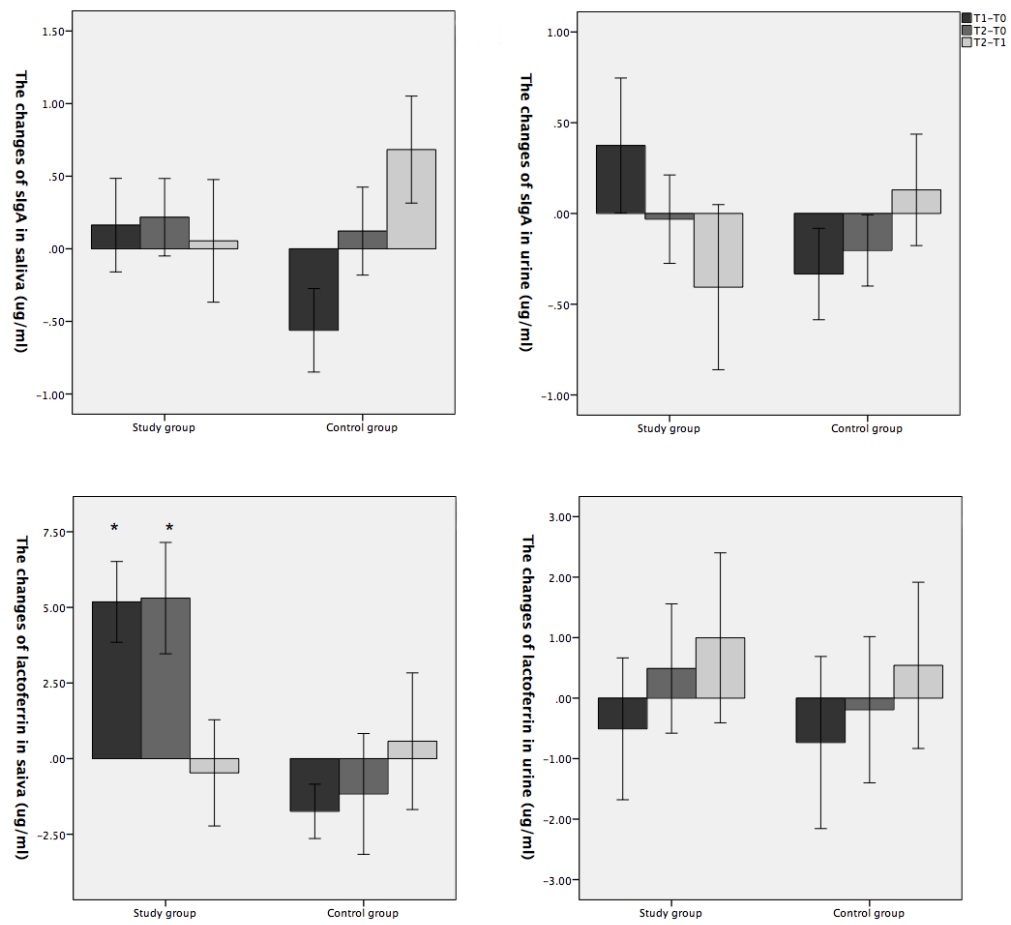 The changes of sIgA in saliva (ug/ml)
1.50
1.00
.50
.00
-.50
-1.00
Study group
Control group
The changes of sIgA in urine (ug/ml)
1.00
.50
.00
-.50
-1.00
Study group
Control group
T1-T0
T2-T0
T2-T1
The changes of lactoferrin in saiva (ug/ml)
7.50
5.00
2.50
.00
-2.50
* *
Study group
Control group
The changes of lactoferrin in urine (ug/ml)
3.00
2.00
1.00
.00
-1.00
-2.00
-3.00
Study group
Control group